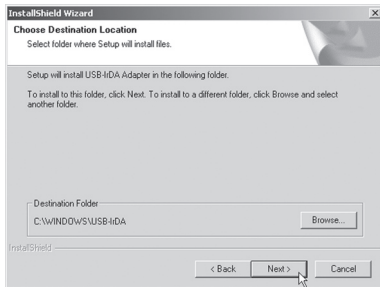 InstallShield Wizard
Choose Destination Location
Select folder where Setup will install files.
Setup will install USB-IrDA Adapter in the following folder.
To install to this folder, click Next. To install to a different folder, click Browse and select
another folder.
Destination Folder
C:\WINDOWS\USB-IrDA
Browse...
InstallShield
< Back
Next >
Cancel